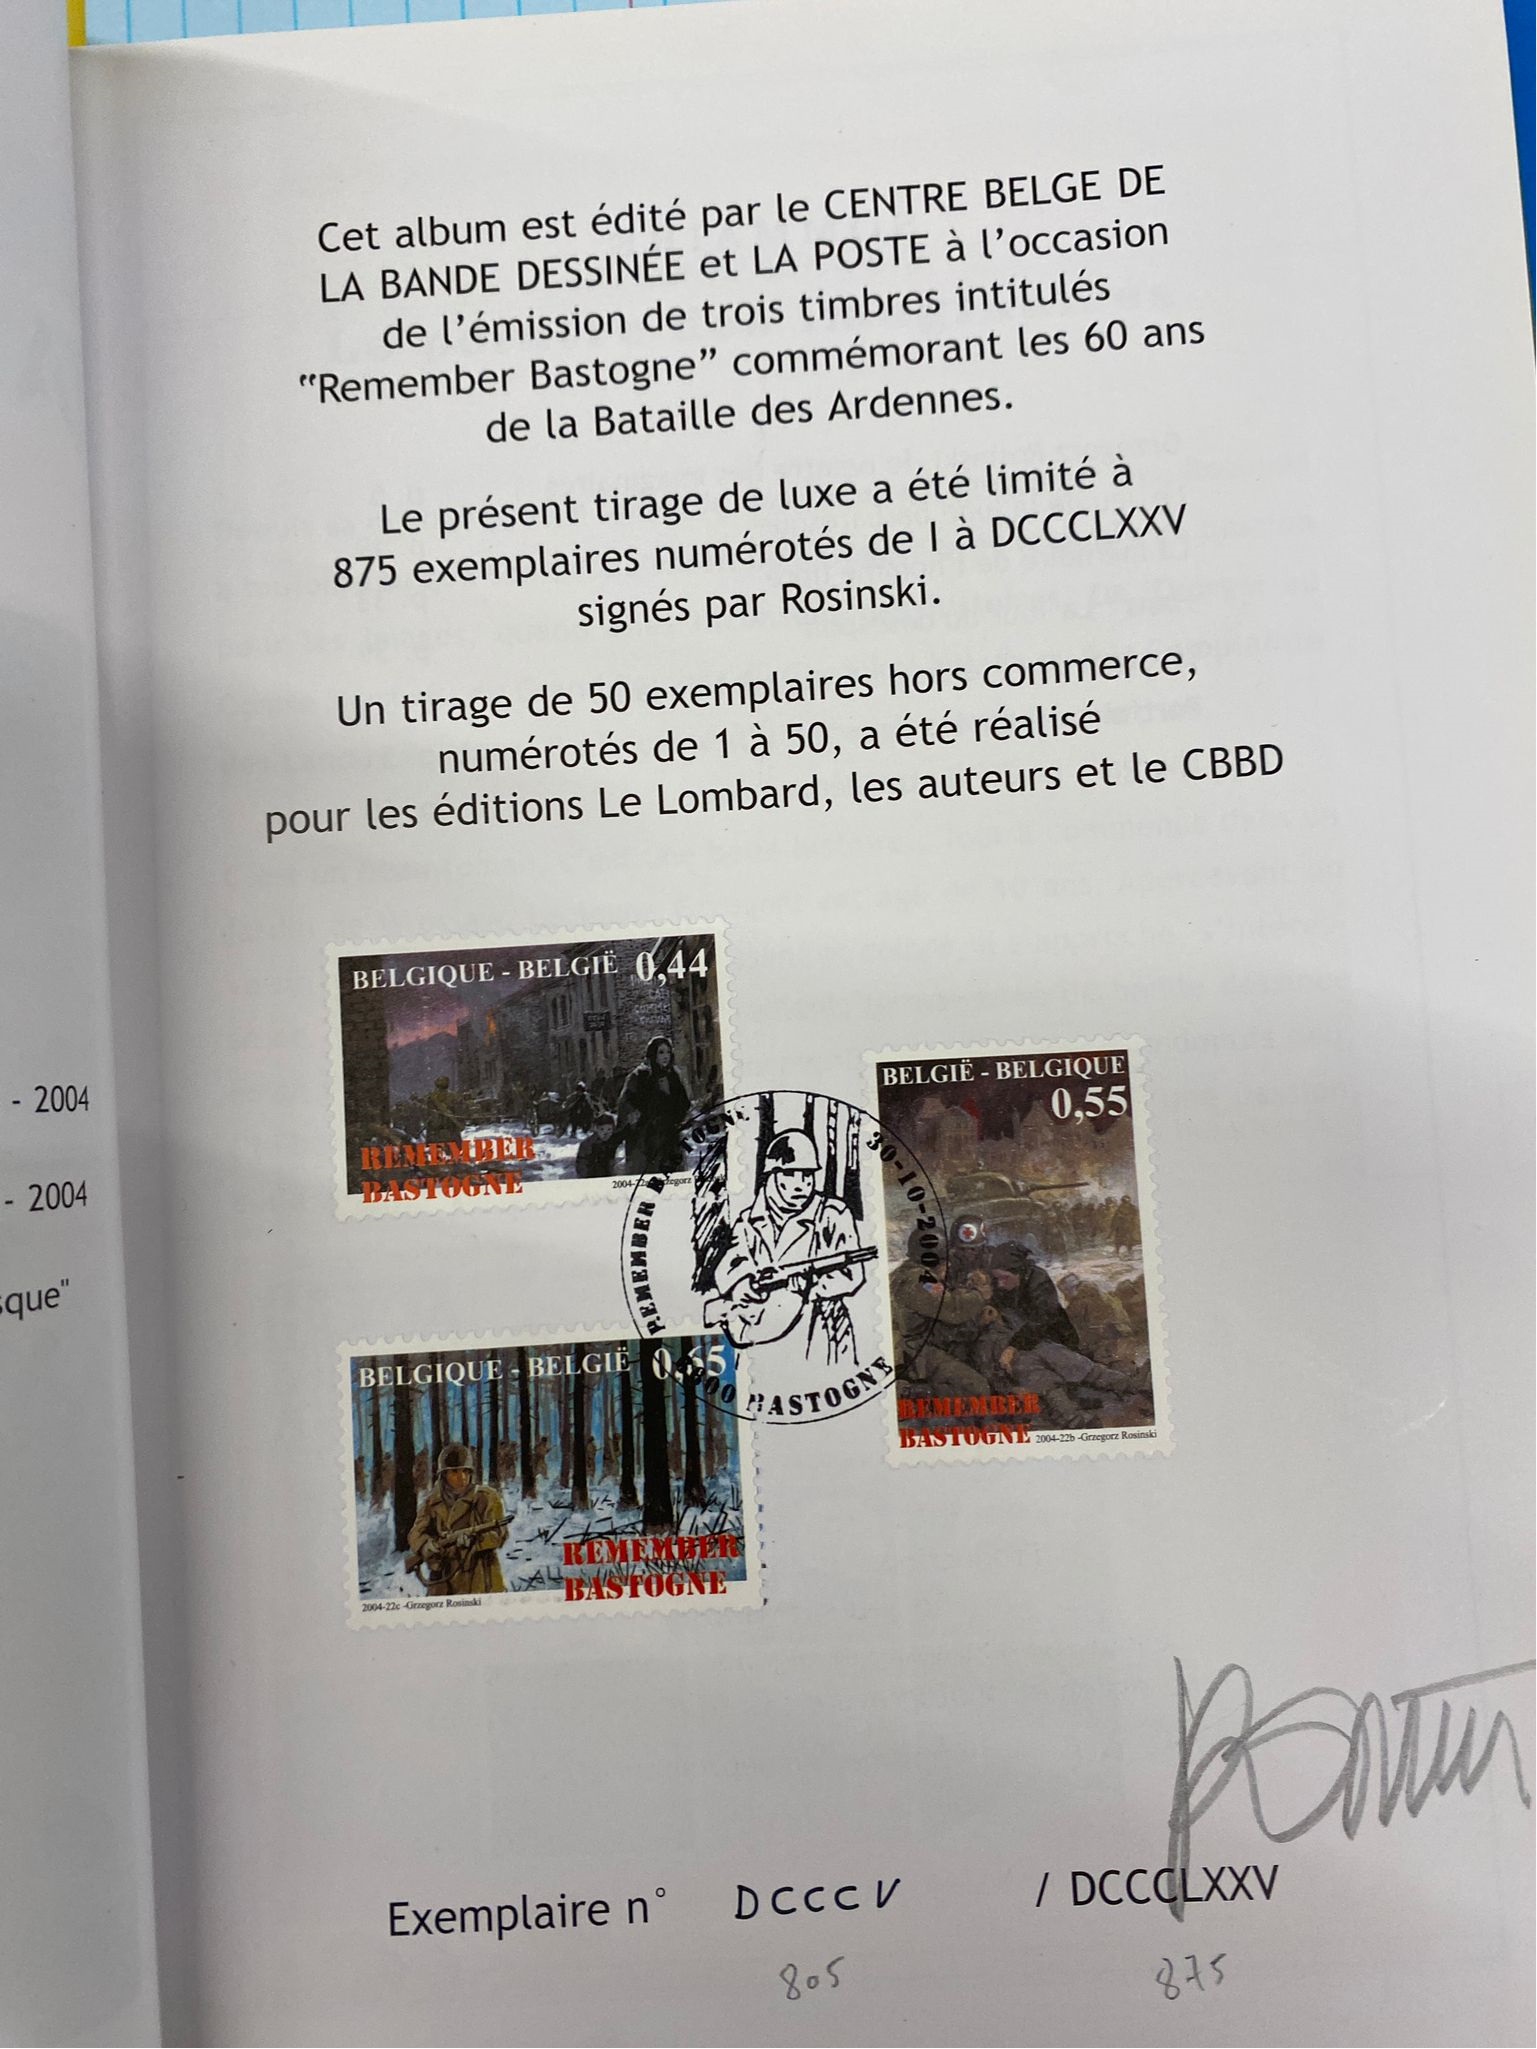 Cet album est édité par le CENTRE BELGE DE
LA BANDE DESSINÉE et LA POSTE à l'occasion
de l'émission de trois timbres intitulés
“Remember Bastogne” commémorant les 60 ans
de la Bataille des Ardennes.
Le présent tirage de luxe a été limité à
875 exemplaires numérotés de I à DCCCLXXV
signés par Rosinski.
Un tirage de 50 exemplaires hors commerce,
numérotés de 1 à 50, a été réalisé
pour les éditions Le Lombard, les auteurs et le CBBD
- 2004
- 2004
sque"
BELGIQUE - BELGIË 0,44
REMEMBER
BASTOGNE
BELGIË - BELGIQUE
0,55
REMEMBER
BASTOGNE 2004-22b -Grzegorz Rosinski
REMEMBER BASTOGNE
30-10-2004
BASTOGNE
BELGIQUE - BELGIË 0,65
REMEMBER
BASTOGNE
2004-22c -Grzegorz Rosinski
Exemplaire n° DCCCV / DCCCLXXV
805 875